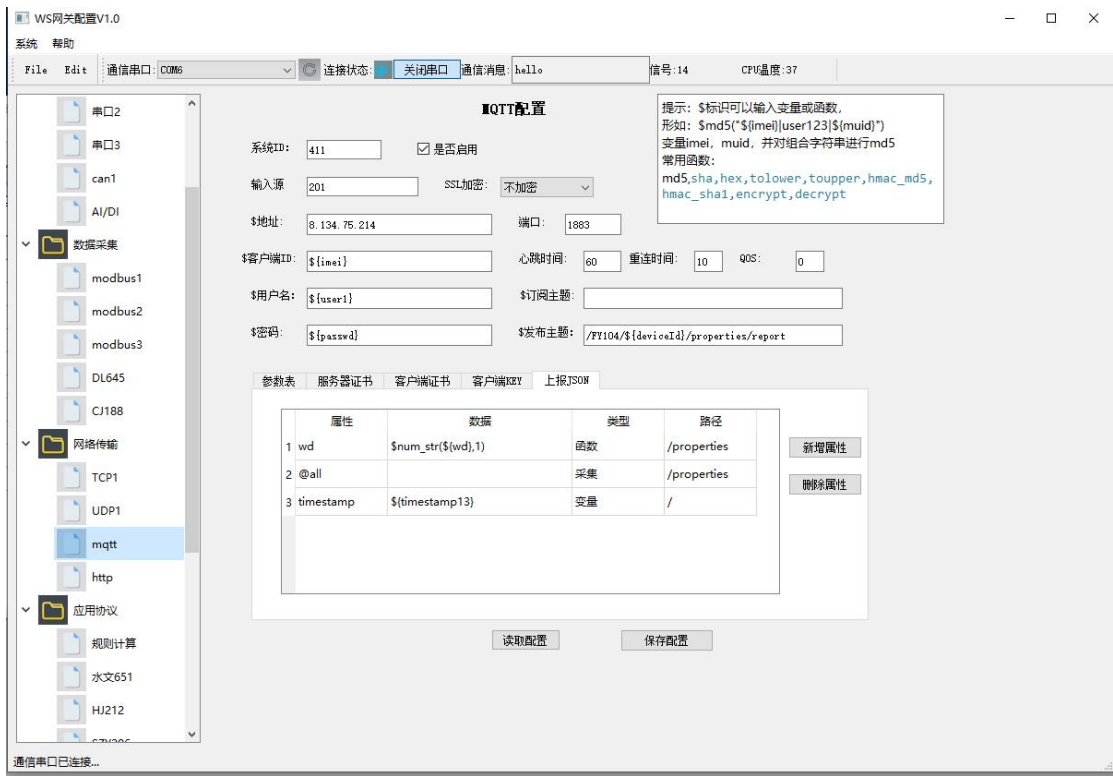 WS网关配置V1.0
系统 帮助
File Edit 通信串口: COM6 连接状态: 关闭串口 通信消息: hello 信号:14 CPU温度:37
串口2
串口3
can1
AI/DI
数据采集
modbus1
modbus2
modbus3
DL645
CJ188
网络传输
TCP1
UDP1
mqtt
http
应用协议
规则计算
水文651
HJ212
MQTT配置
提示: $标识可以输入变量或函数,
形如: $md5("${imei}|user123|${muid}")
变量imei, muid, 并对组合字符串进行md5
常用函数:
md5,sha,hex,tolower,toupper,hmac_md5,
hmac_sha1,encrypt,decrypt
系统ID: 411 是否启用
输入源 201 SSL加密: 不加密
$地址: 8.134.75.214 端口: 1883
$客户端ID: ${imei} 心跳时间: 60 重连时间: 10 QOS: 0
$用户名: ${user1} $订阅主题:
$密码: ${passwd} $发布主题: /FY104/${deviceId}/properties/report
参数表 服务器证书 客户端证书 客户端KEY 上报JSON
属性 数据 类型 路径
1 wd $num_str(${wd},1) 函数 /properties
2 @all 采集 /properties
3 timestamp ${timestamp13} 变量 /
新增属性
删除属性
读取配置 保存配置
通信串口已连接...